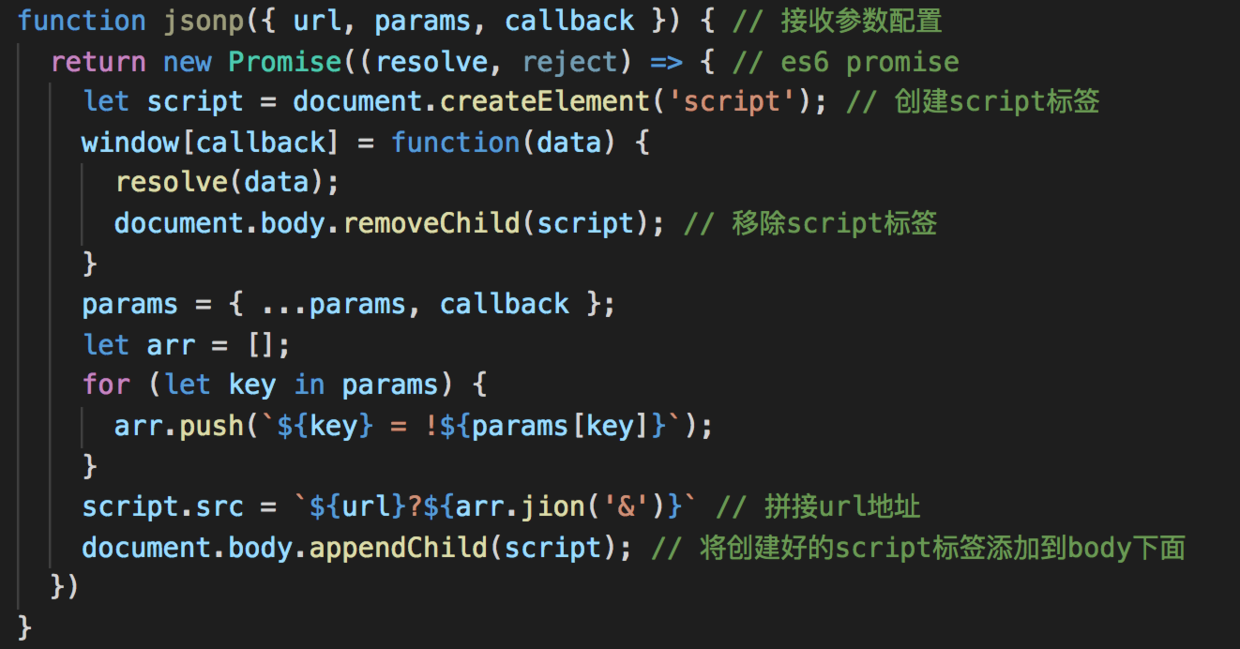 function jsonp({ url, params, callback }) { // 接收参数配置
  return new Promise((resolve, reject) => { // es6 promise
    let script = document.createElement('script'); // 创建script标签
    window[callback] = function(data) {
      resolve(data);
      document.body.removeChild(script); // 移除script标签
    }
    params = { ...params, callback };
    let arr = [];
    for (let key in params) {
      arr.push(`${key} = !${params[key]}`);
    }
    script.src = `${url}?${arr.jion('&')}` // 拼接url地址
    document.body.appendChild(script); // 将创建好的script标签添加到body下面
  })
}